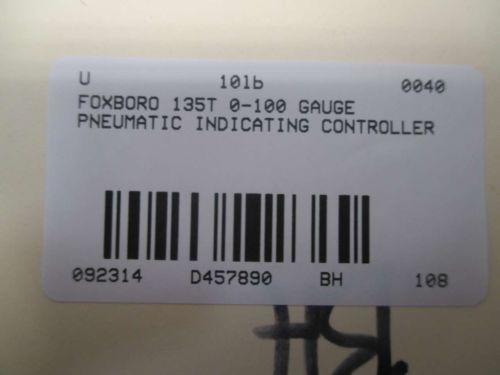 U 101b 0040
FOXBORO 135T 0-100 GAUGE
PNEUMATIC INDICATING CONTROLLER
092314 D457890 BH 108